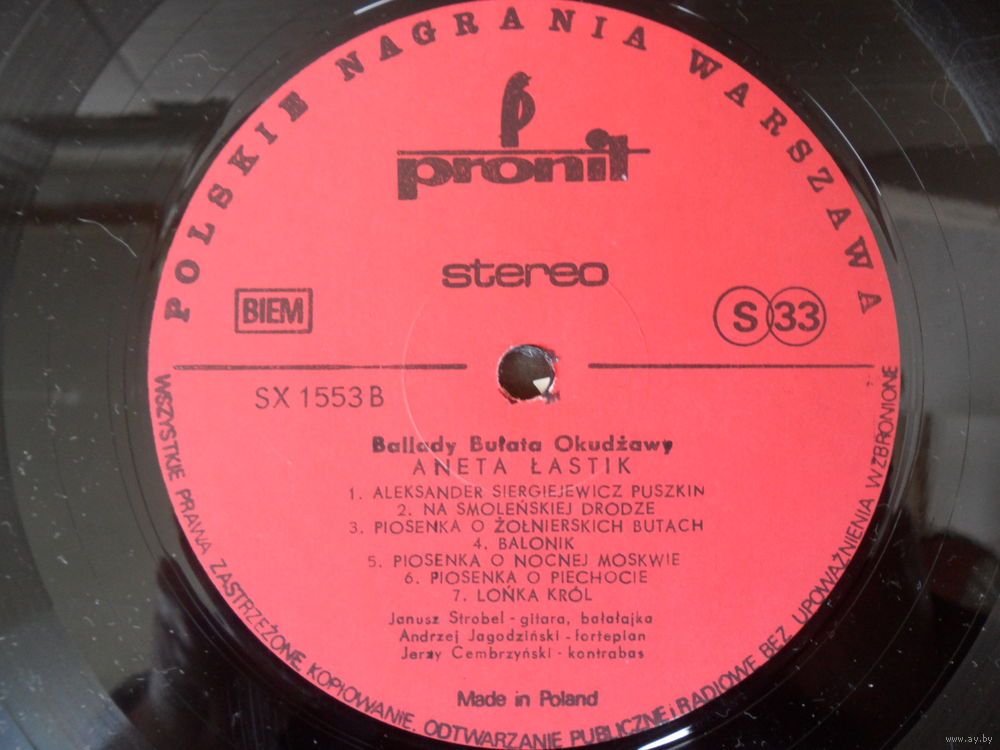 POLSKIE NAGRANIA WARSZAWA
pronit
stereo
BIEM
S 33
SX 1553 B
Ballady Bułata Okudżawy
ANETA ŁASTIK
1. ALEKSANDER SIERGIEJEWICZ PUSZKIN
2. NA SMOLEŃSKIEJ DRODZE
3. PIOSENKA O ŻOŁNIERSKICH BUTACH
4. BALONIK
5. PIOSENKA O NOCNEJ MOSKWIE
6. PIOSENKA O PIECHOCIE
7. LOŃKA KRÓL
Janusz Strobel - gitara, bałałajka
Andrzej Jagodziński - fortepian
Jerzy Cembrzyński - kontrabas
Made in Poland
WSZYSTKIE PRAWA ZASTRZEŻONE. KOPIOWANIE, ODTWARZANIE PUBLICZNE i RADIOWE BEZ UPOWAŻNIENIA WZBRONIONE
www.ay.by